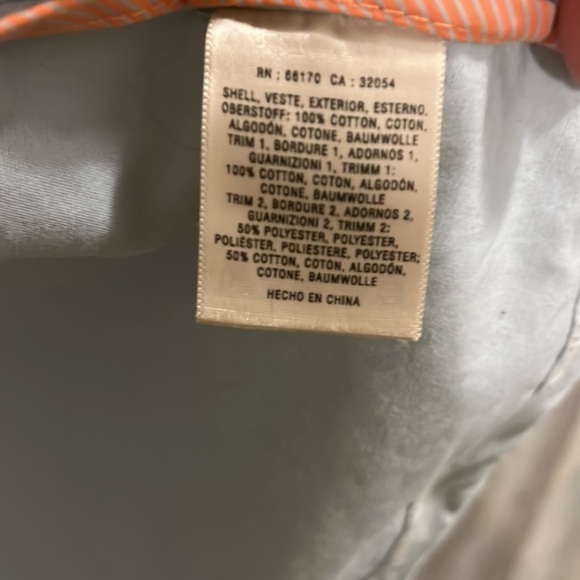 RN : 66170 CA : 32054
SHELL, VESTE, EXTERIOR, ESTERNO,
OBERSTOFF: 100% COTTON, COTON,
ALGODÓN, COTONE, BAUMWOLLE
TRIM 1, BORDURE 1, ADORNOS 1,
GUARNIZIONI 1, TRIMM 1:
100% COTTON, COTON, ALGODÓN,
COTONE, BAUMWOLLE
TRIM 2, BORDURE 2, ADORNOS 2,
GUARNIZIONI 2, TRIMM 2:
50% POLYESTER, POLYESTER,
POLIÉSTER, POLIESTERE, POLYESTER;
50% COTTON, COTON, ALGODÓN,
COTONE, BAUMWOLLE
HECHO EN CHINA